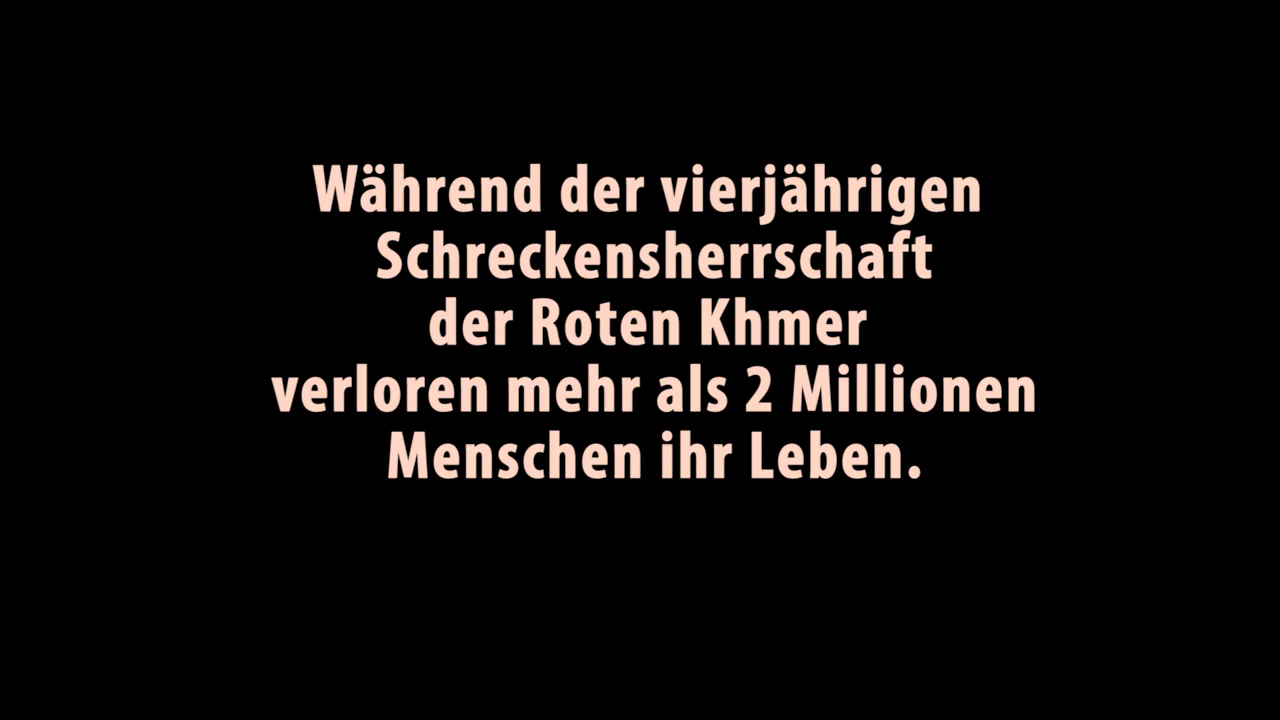 Während der vierjährigen
Schreckensherrschaft
der Roten Khmer
verloren mehr als 2 Millionen
Menschen ihr Leben.